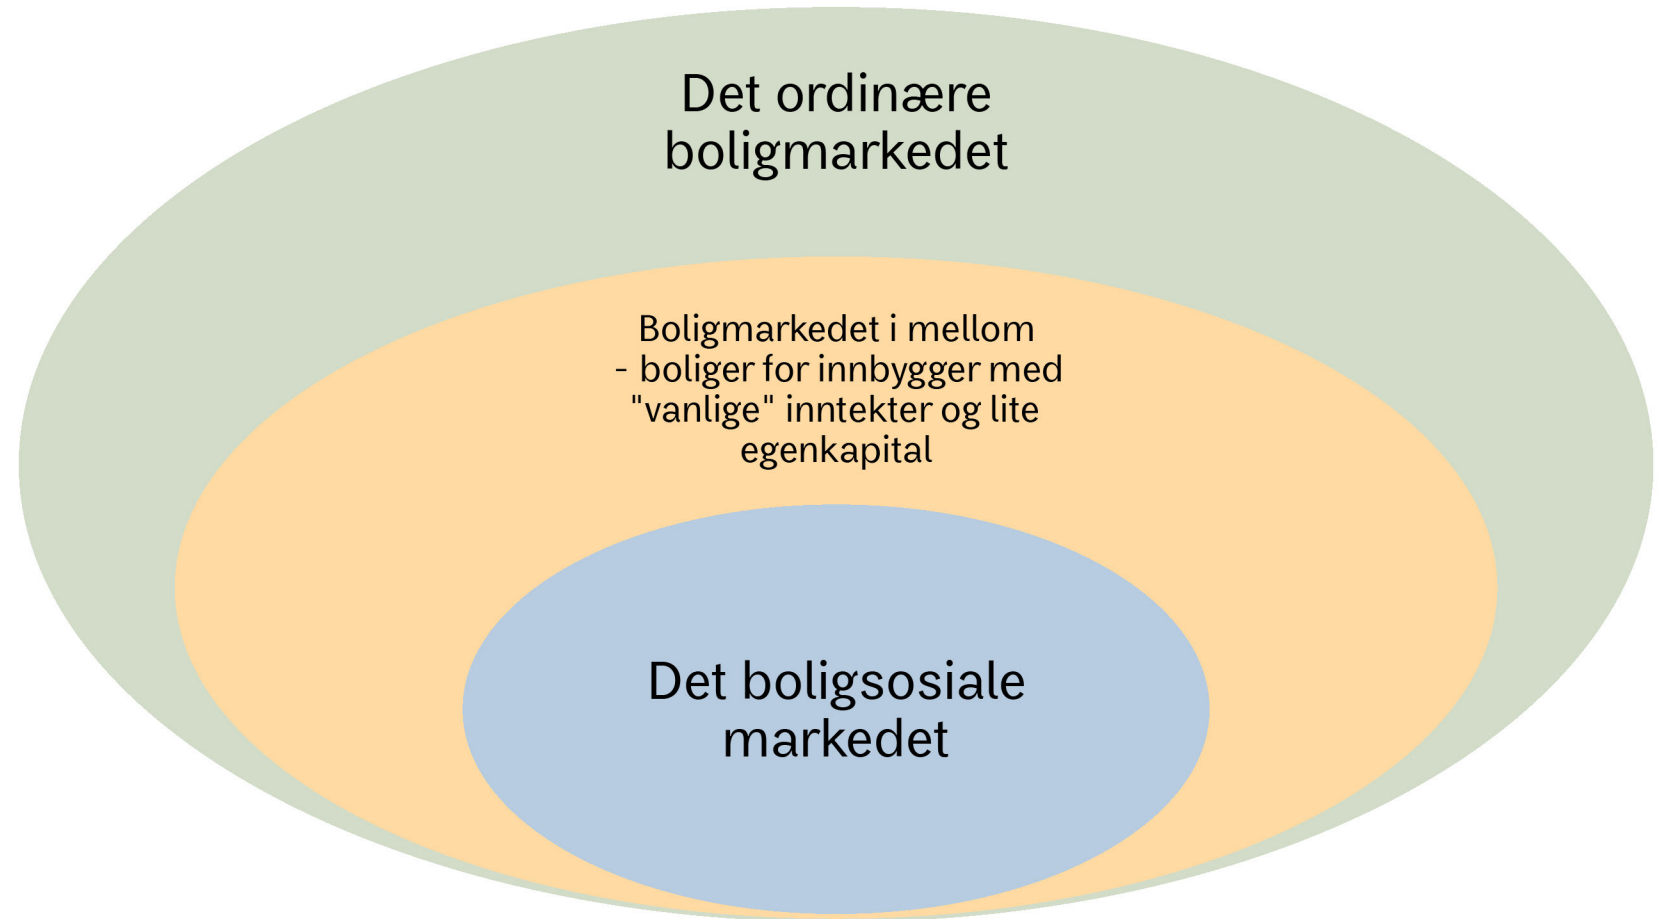 Det ordinære
boligmarkedet
Boligmarkedet i mellom
- boliger for innbygger med
"vanlige" inntekter og lite
egenkapital
Det boligsosiale
markedet